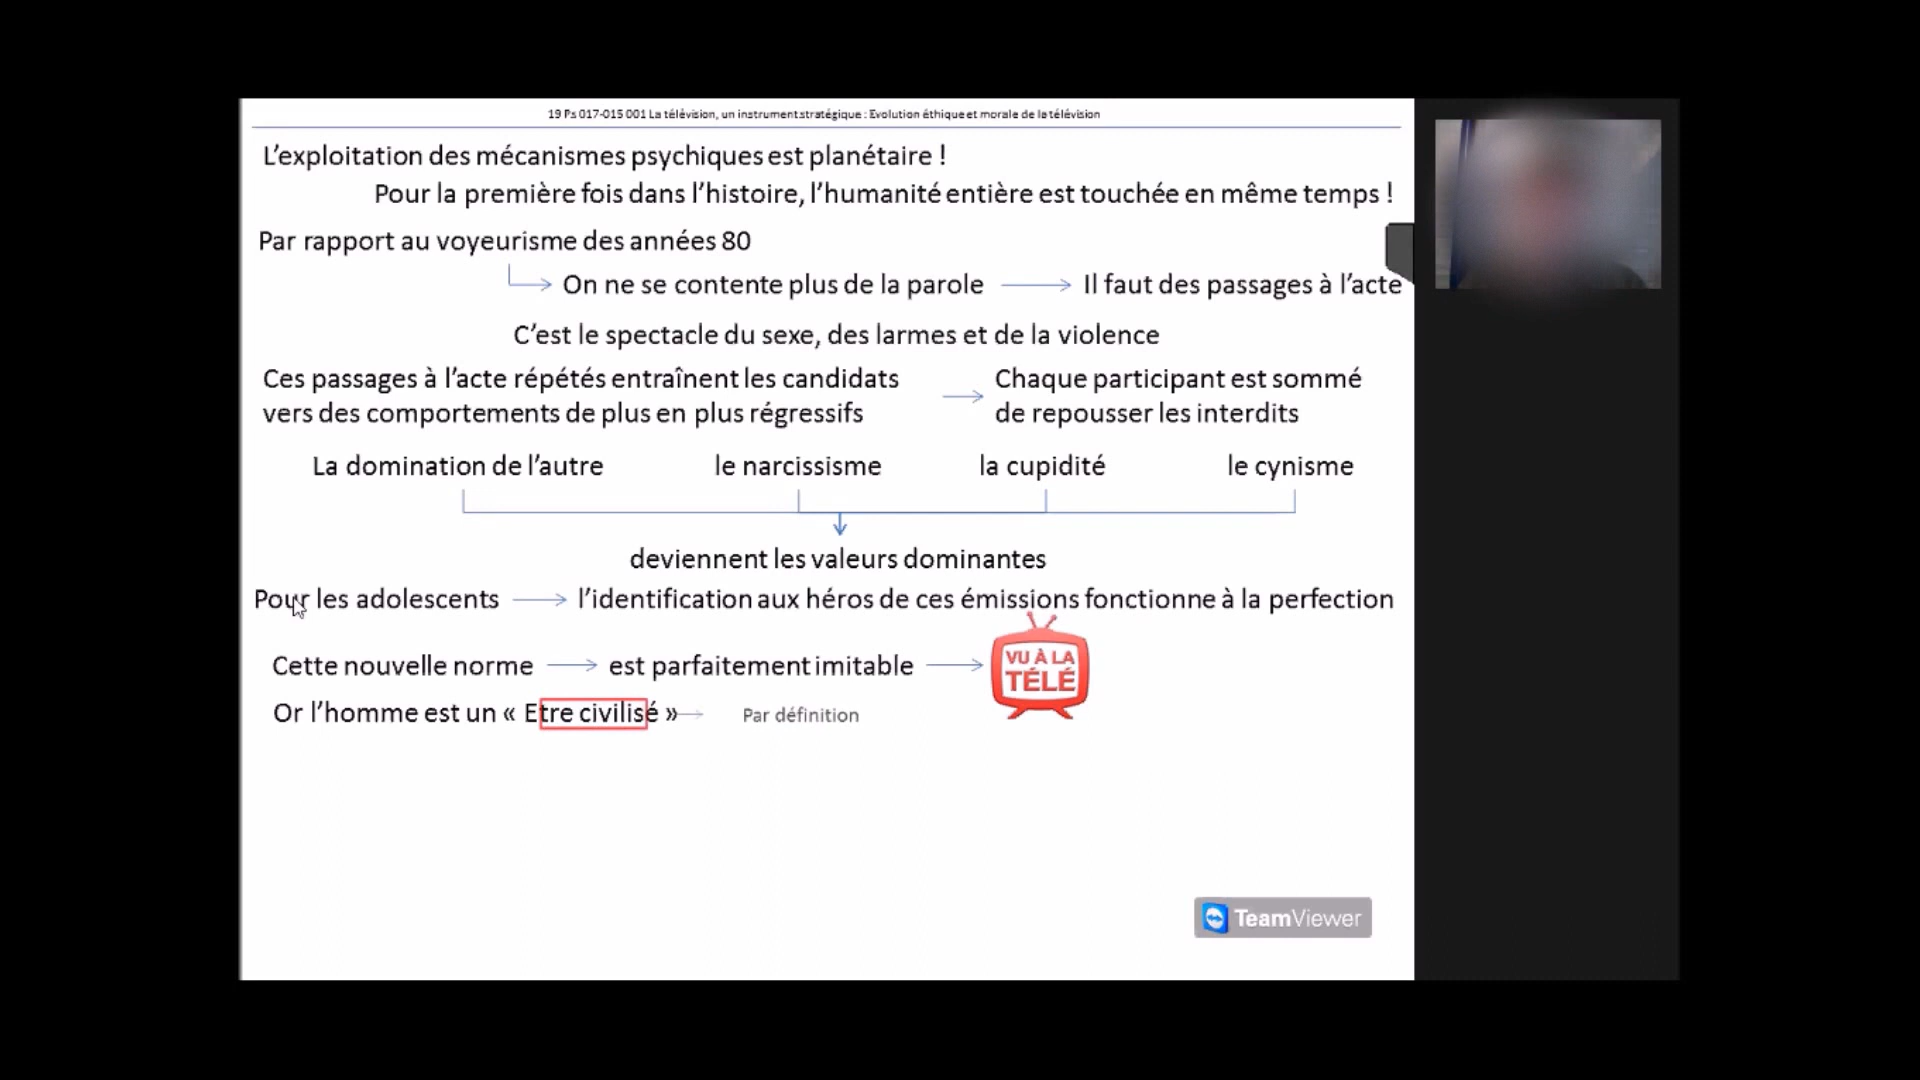 19 Ps 017-015 001 La télévision, un instrument stratégique : Evolution éthique et morale de la télévision
L’exploitation des mécanismes psychiques est planétaire !
Pour la première fois dans l’histoire, l’humanité entière est touchée en même temps !
Par rapport au voyeurisme des années 80
On ne se contente plus de la parole Il faut des passages à l’acte
C’est le spectacle du sexe, des larmes et de la violence
Ces passages à l’acte répétés entraînent les candidats
vers des comportements de plus en plus régressifs
Chaque participant est sommé
de repousser les interdits
La domination de l’autre le narcissisme la cupidité le cynisme
deviennent les valeurs dominantes
Pour les adolescents l’identification aux héros de ces émissions fonctionne à la perfection
Cette nouvelle norme est parfaitement imitable
VU À LA
TÉLÉ
Or l’homme est un « Etre civilisé » Par définition
TeamViewer